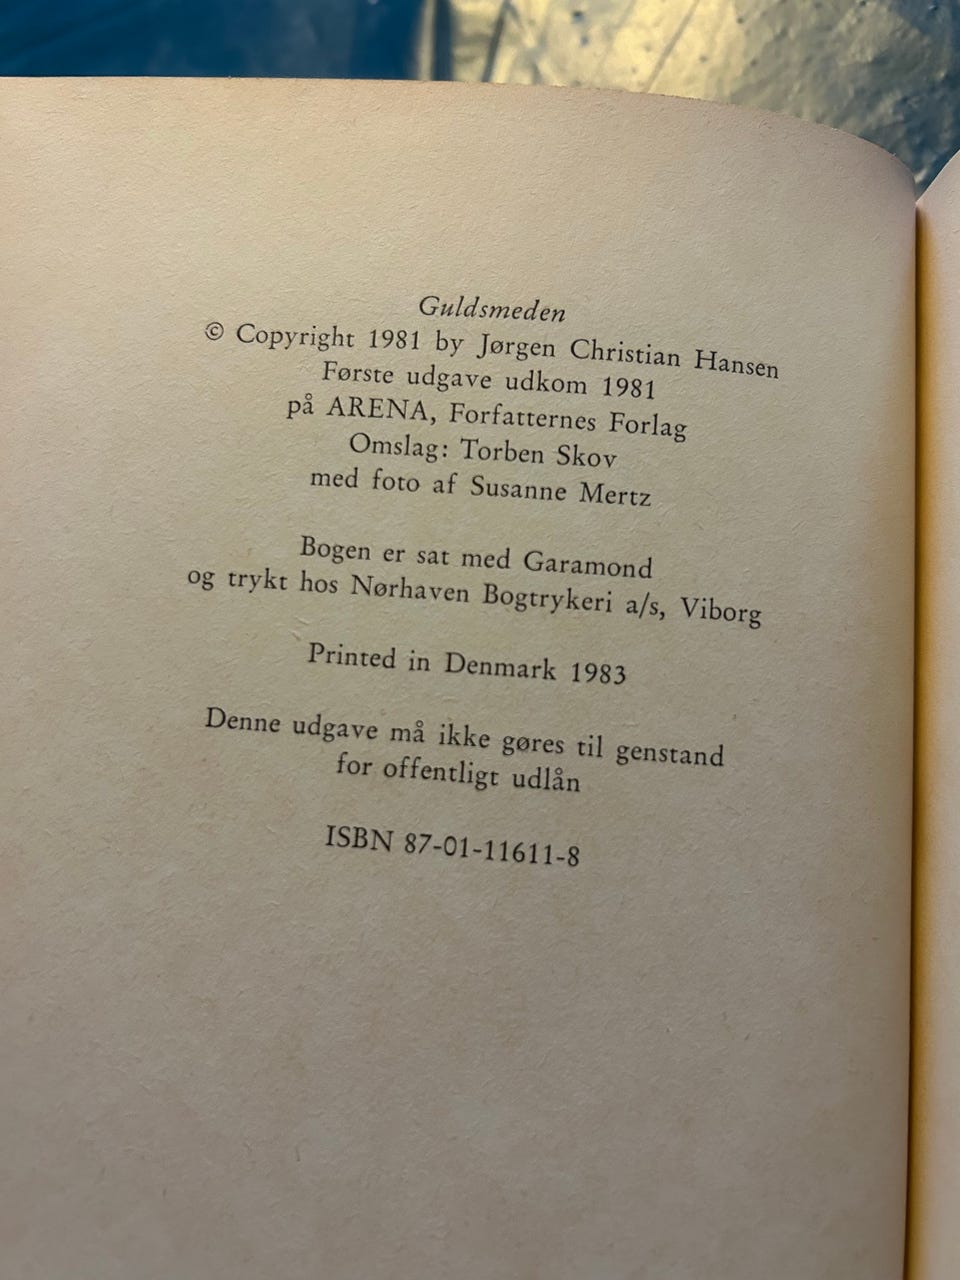 Guldsmeden
© Copyright 1981 by Jørgen Christian Hansen
Første udgave udkom 1981
på ARENA, Forfatternes Forlag
Omslag: Torben Skov
med foto af Susanne Mertz
Bogen er sat med Garamond
og trykt hos Nørhaven Bogtrykeri a/s, Viborg
Printed in Denmark 1983
Denne udgave må ikke gøres til genstand
for offentligt udlån
ISBN 87-01-11611-8